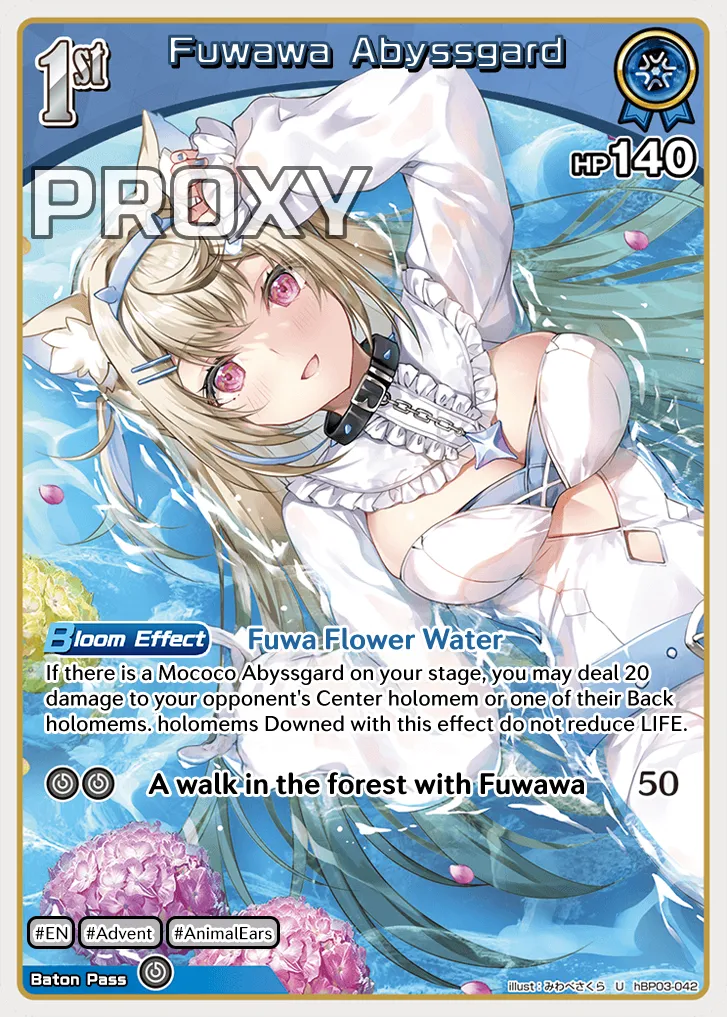 1st
Fuwawa Abyssgard
HP140
PROXY
Bloom Effect Fuwa Flower Water
If there is a Mococo Abyssgard on your stage, you may deal 20
damage to your opponent's Center holomem or one of their Back
holomems. holomems Downed with this effect do not reduce LIFE.
A walk in the forest with Fuwawa 50
#EN #Advent #AnimalEars
Baton Pass
illust : みわべさくら U hBP03-042